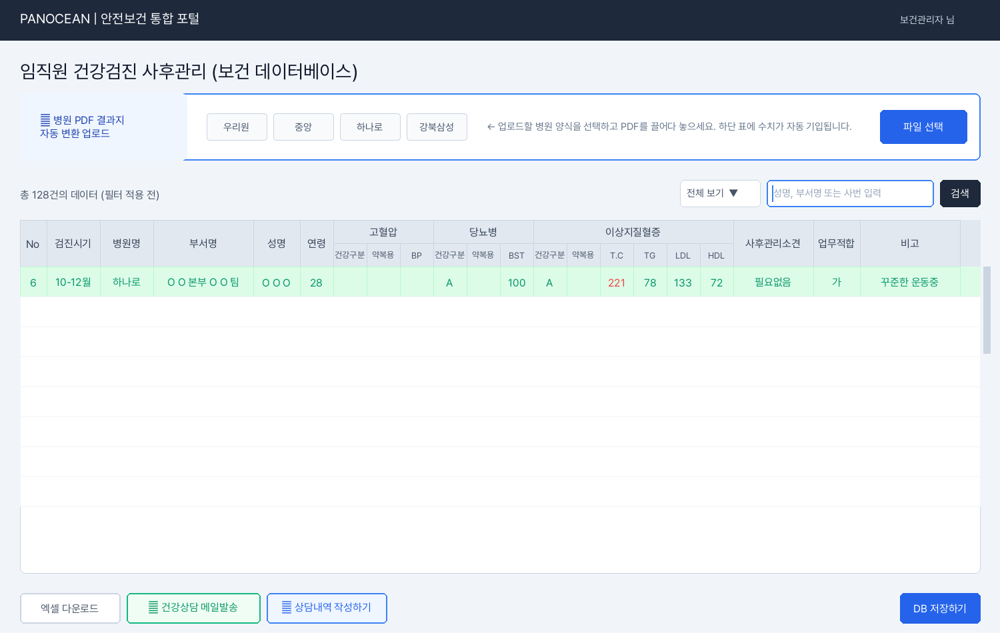 PANOCEAN | 안전보건 통합 포털
보건관리자 님
임직원 건강검진 사후관리 (보건 데이터베이스)
병원 PDF 결과지
자동 변환 업로드
우리원 중앙 하나로 강북삼성
← 업로드할 병원 양식을 선택하고 PDF를 끌어다 놓으세요. 하단 표에 수치가 자동 기입됩니다.
파일 선택
총 128건의 데이터 (필터 적용 전)
전체 보기 ▼
성명, 부서명 또는 사번 입력
검색
No 검진시기 병원명 부서명 성명 연령 고혈압 당뇨병 이상지질혈증 사후관리소견 업무적합 비고
건강구분 약복용 BP 건강구분 약복용 BST 건강구분 약복용 T.C TG LDL HDL
6 10-12월 하나로 O O 본부 O O 팀 O O O 28 A 100 A 221 78 133 72 필요없음 가 꾸준한 운동중
엑셀 다운로드
건강상담 메일발송
상담내역 작성하기
DB 저장하기